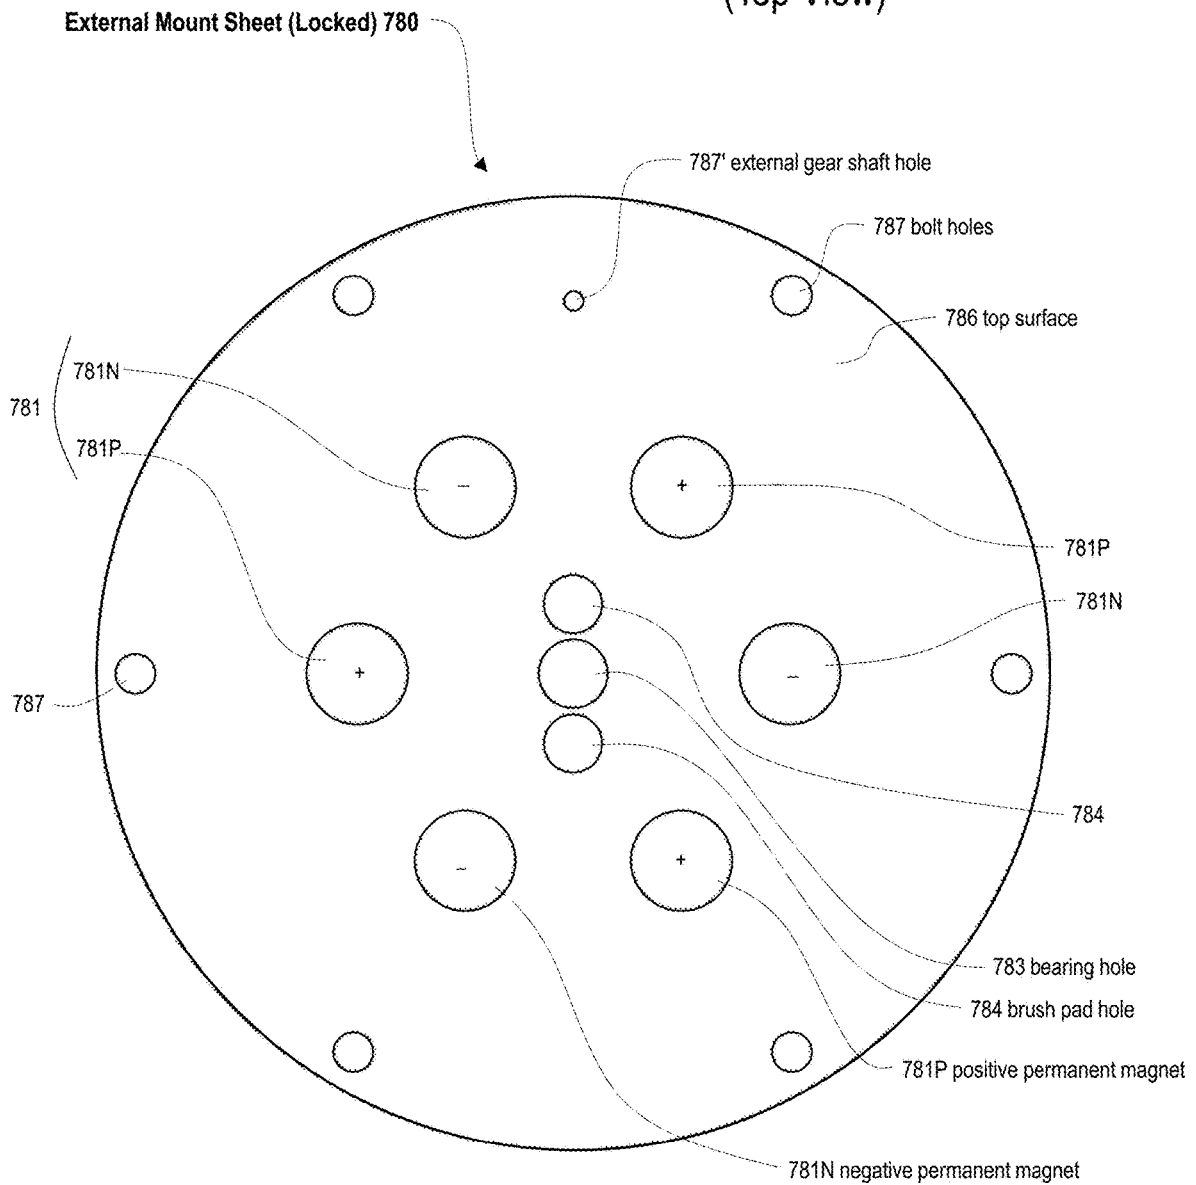 (Top View)
External Mount Sheet (Locked) 780
787' external gear shaft hole
787 bolt holes
786 top surface
781N
781
781P
−
+
781P
781N
+
−
787
784
−
+
783 bearing hole
784 brush pad hole
781P positive permanent magnet
781N negative permanent magnet